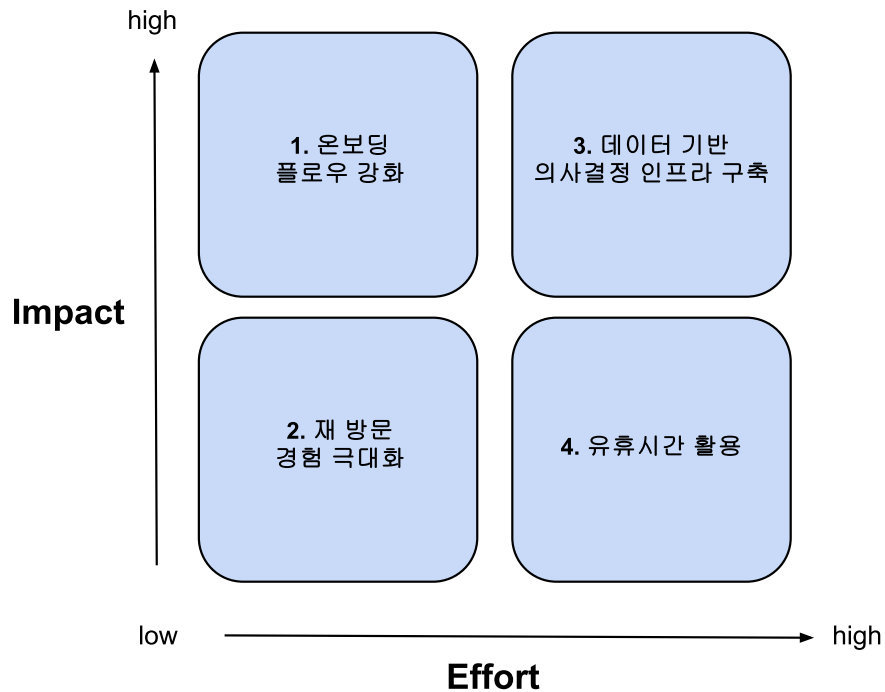 high
1. 온보딩
플로우 강화
3. 데이터 기반
의사결정 인프라 구축
Impact
2. 재 방문
경험 극대화
4. 유휴시간 활용
low
high
Effort